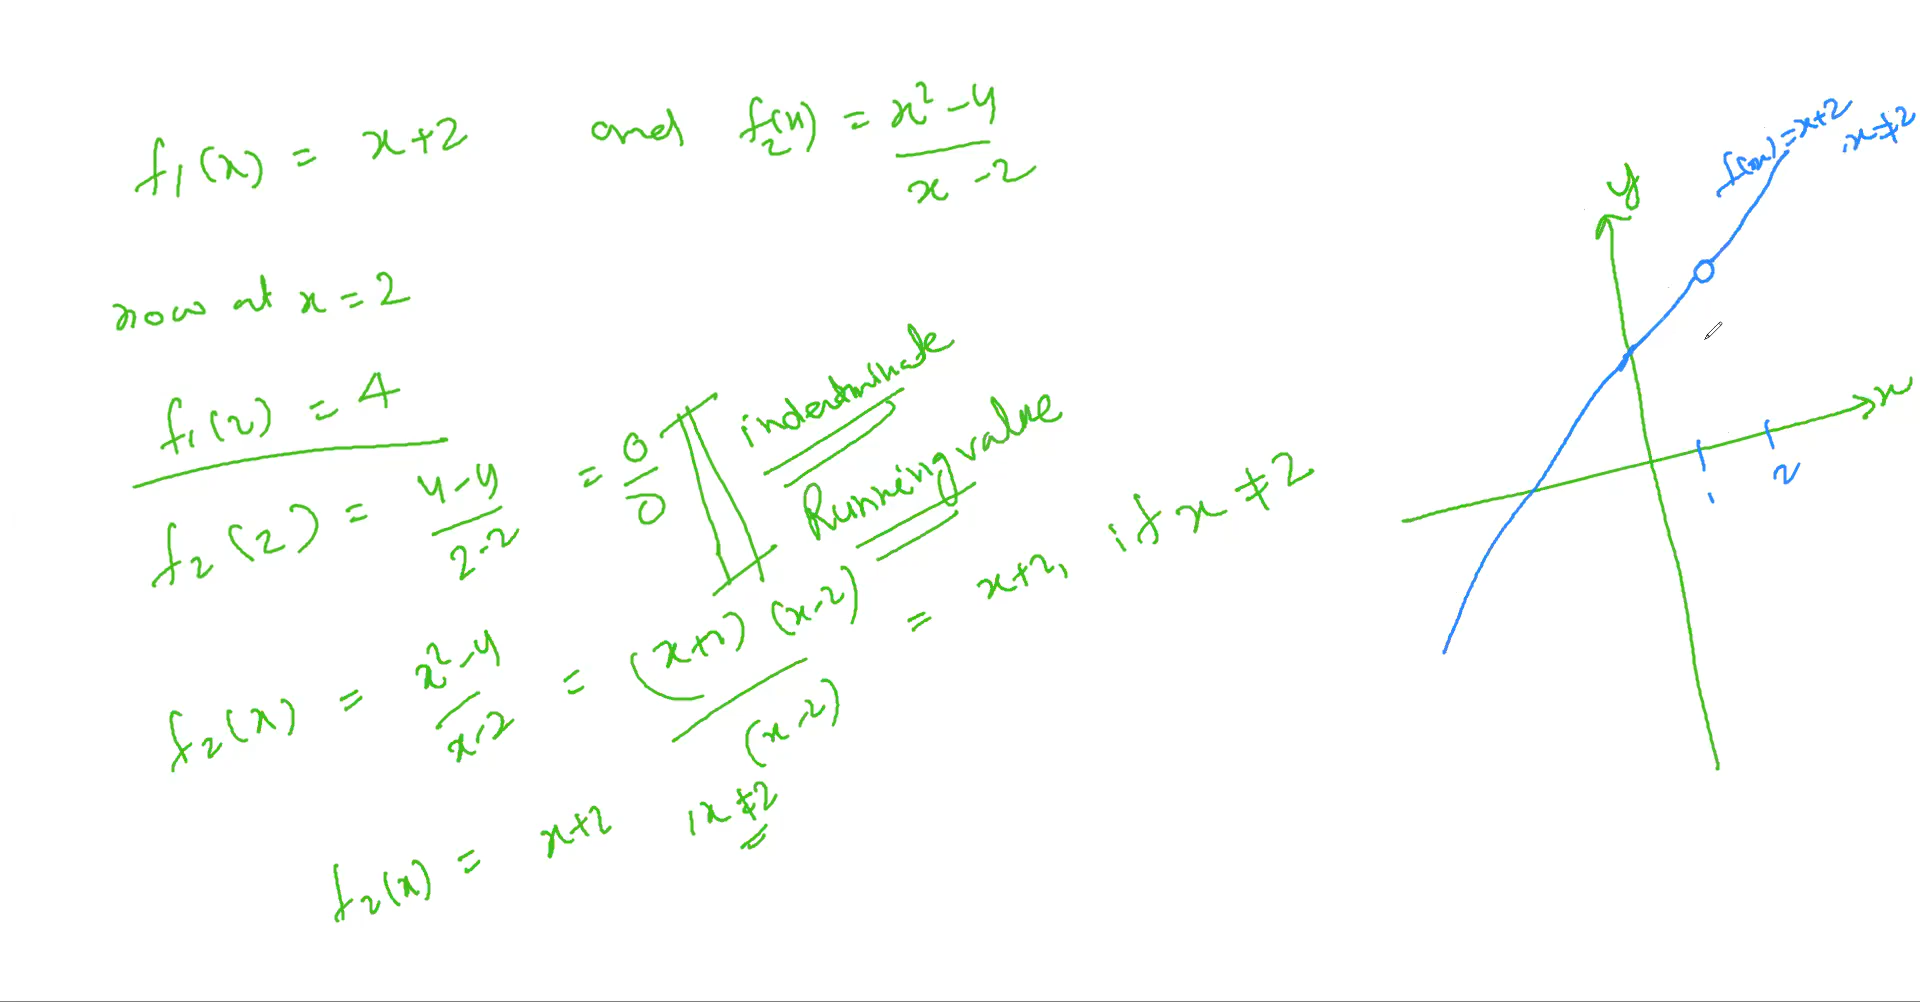 f₁(x) = x+2 and f₂(x) = (x²-4)/(x-2)
now at x=2
f₁(2) = 4
f₂(2) = (4-4)/(2-2) = 0/0 indertminate
Running value
f₂(x) = (x²-4)/(x-2) = (x+2)(x-2)/(x-2) = x+2, if x≠2
f₂(x) = x+2 , x≠2
f(x)=x+2 , x≠2
y
x
1 2